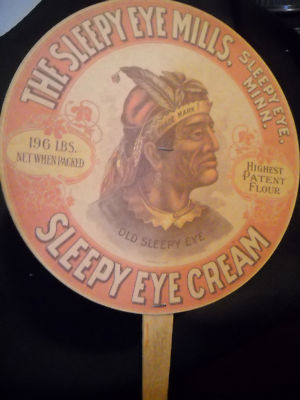 THE SLEEPY EYE MILLS.
SLEEPY EYE,
MINN.
MARK
196 LBS.
NET WHEN PACKED
HIGHEST
PATENT
FLOUR
OLD SLEEPY EYE
SLEEPY EYE CREAM